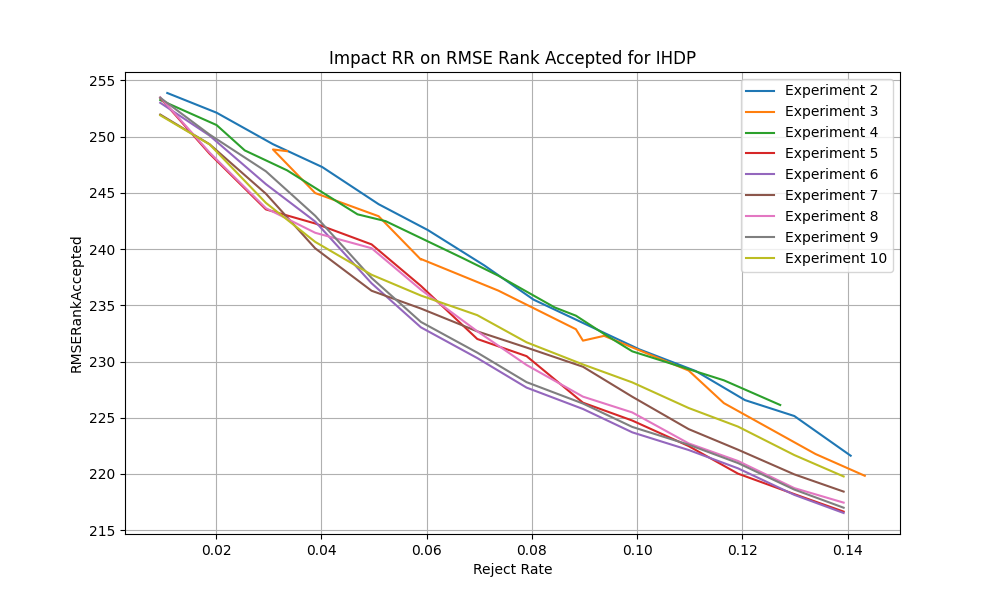 Impact RR on RMSE Rank Accepted for IHDP
RMSERankAccepted
255
250
245
240
235
230
225
220
215
0.02
0.04
0.06
0.08
0.10
0.12
0.14
Reject Rate
Experiment 2
Experiment 3
Experiment 4
Experiment 5
Experiment 6
Experiment 7
Experiment 8
Experiment 9
Experiment 10